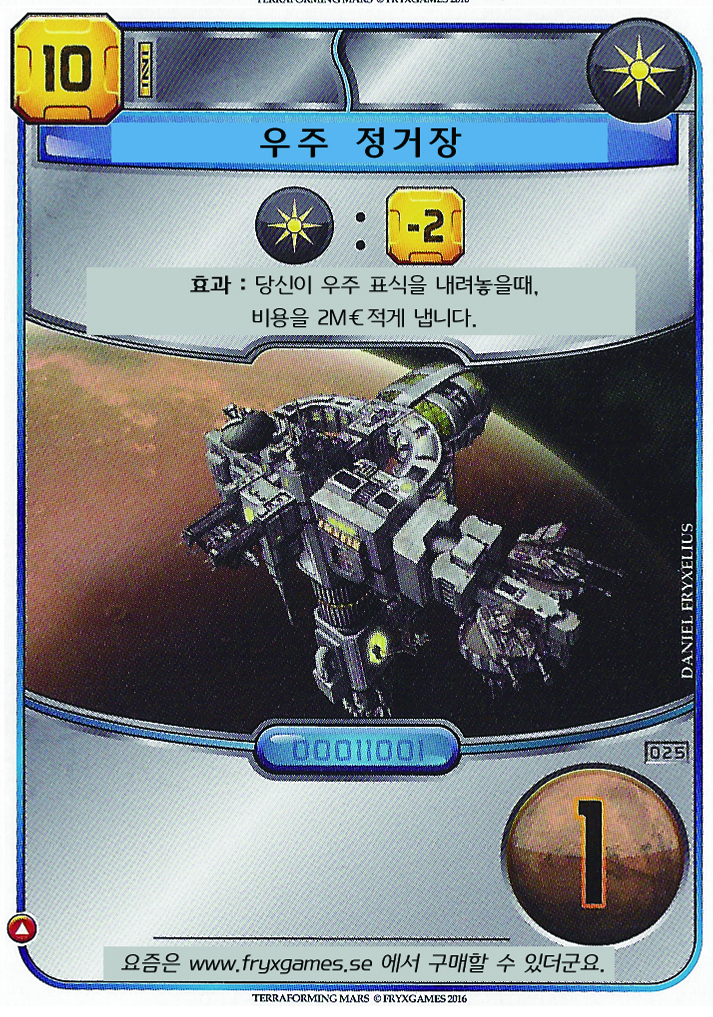 TERRAFORMING MARS © FRYXGAMES 2016
10
우주 정거장
: -2
효과 : 당신이 우주 표식을 내려놓을때,
비용을 2M€ 적게 냅니다.
DANIEL FRYXELIUS
00011001
025
1
요즘은 www.fryxgames.se 에서 구매할 수 있더군요.
TERRAFORMING MARS © FRYXGAMES 2016